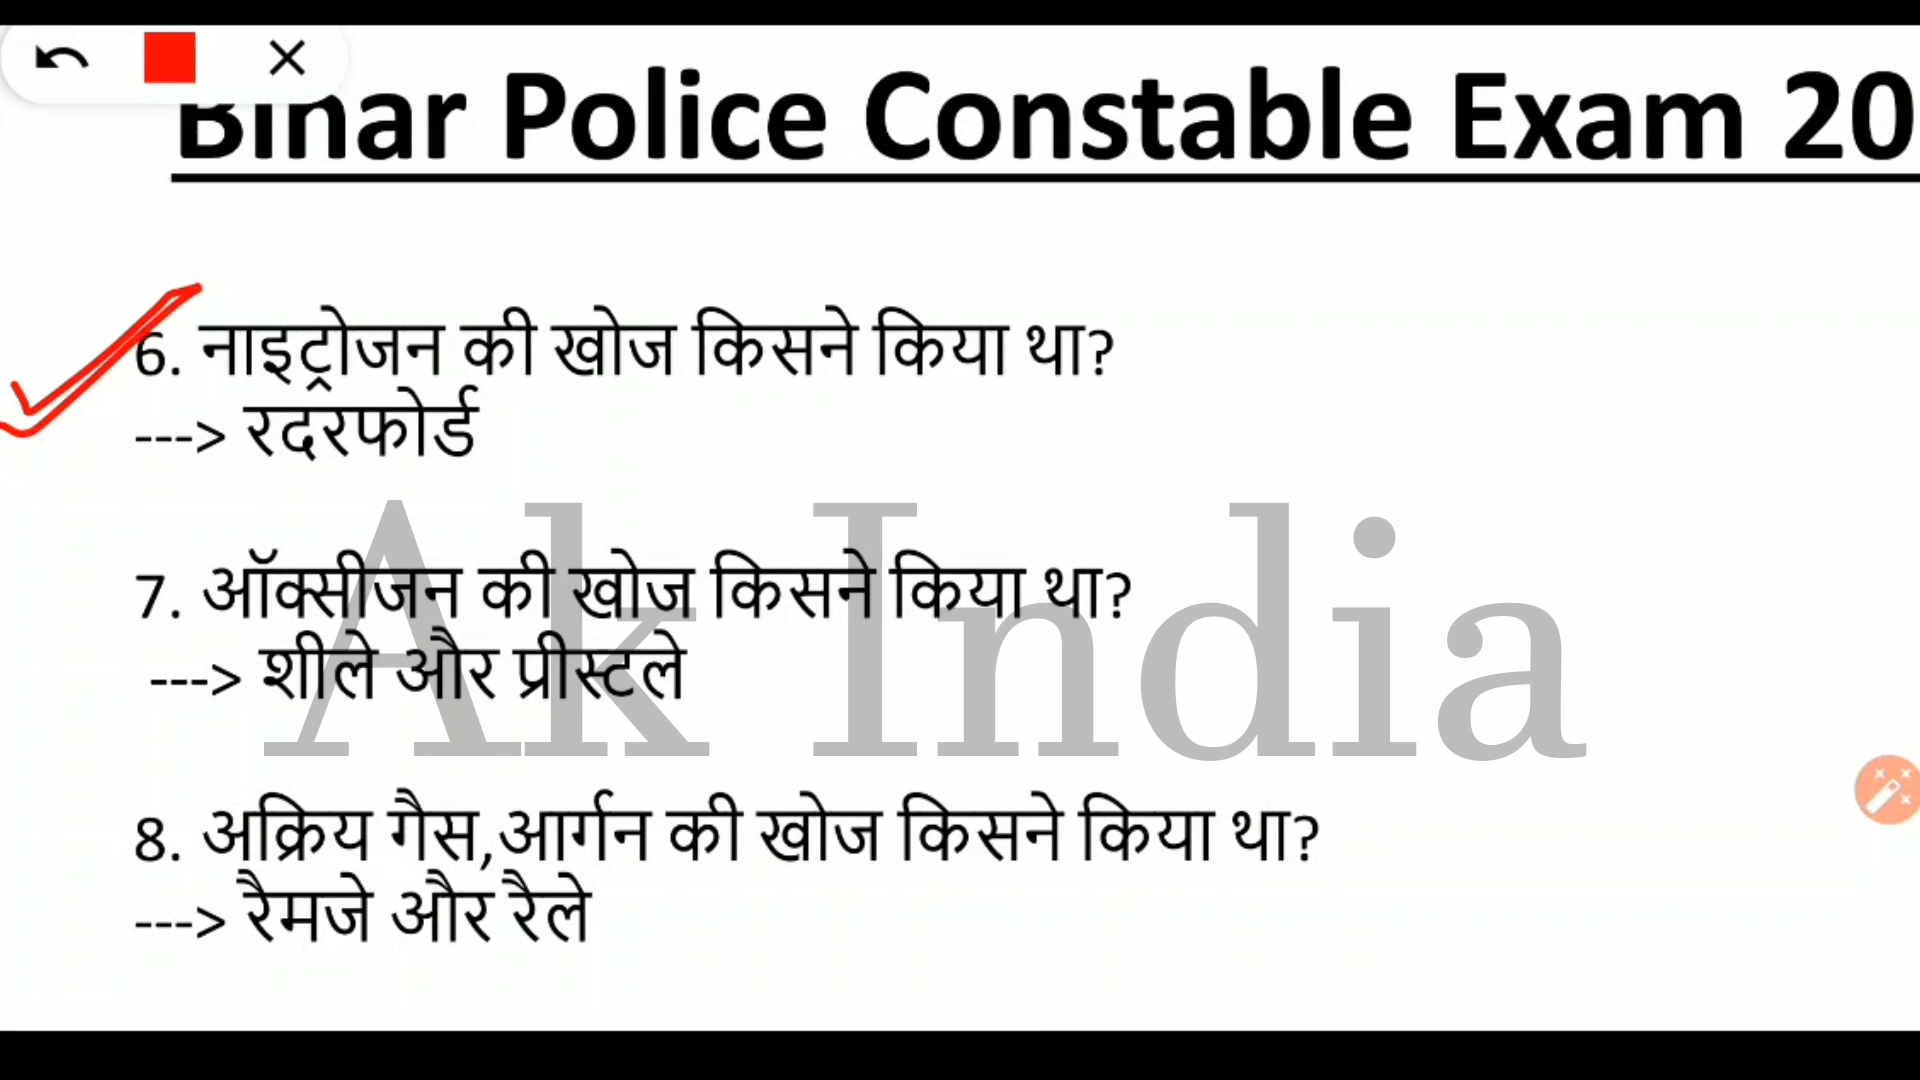 Bihar Police Constable Exam 20
6. नाइट्रोजन की खोज किसने किया था?
---> रदरफोर्ड
Ak India
7. ऑक्सीजन की खोज किसने किया था?
---> शीले और प्रीस्टले
8. अक्रिय गैस,आर्गन की खोज किसने किया था?
---> रैमजे और रैले